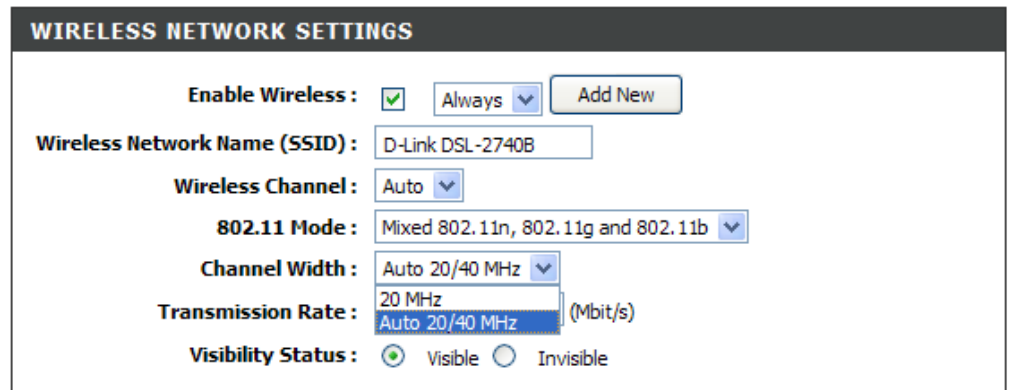 WIRELESS NETWORK SETTINGS
Enable Wireless : Always Add New
Wireless Network Name (SSID) : D-Link DSL-2740B
Wireless Channel : Auto
802.11 Mode : Mixed 802.11n, 802.11g and 802.11b
Channel Width : Auto 20/40 MHz
20 MHz
Transmission Rate : Auto 20/40 MHz (Mbit/s)
Visibility Status : Visible Invisible